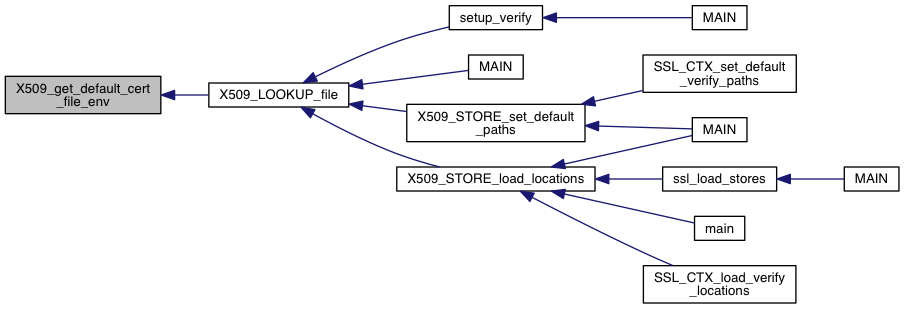 X509_get_default_cert
_file_env
X509_LOOKUP_file
setup_verify
MAIN
MAIN
X509_STORE_set_default
_paths
SSL_CTX_set_default
_verify_paths
MAIN
X509_STORE_load_locations
ssl_load_stores
MAIN
main
SSL_CTX_load_verify
_locations